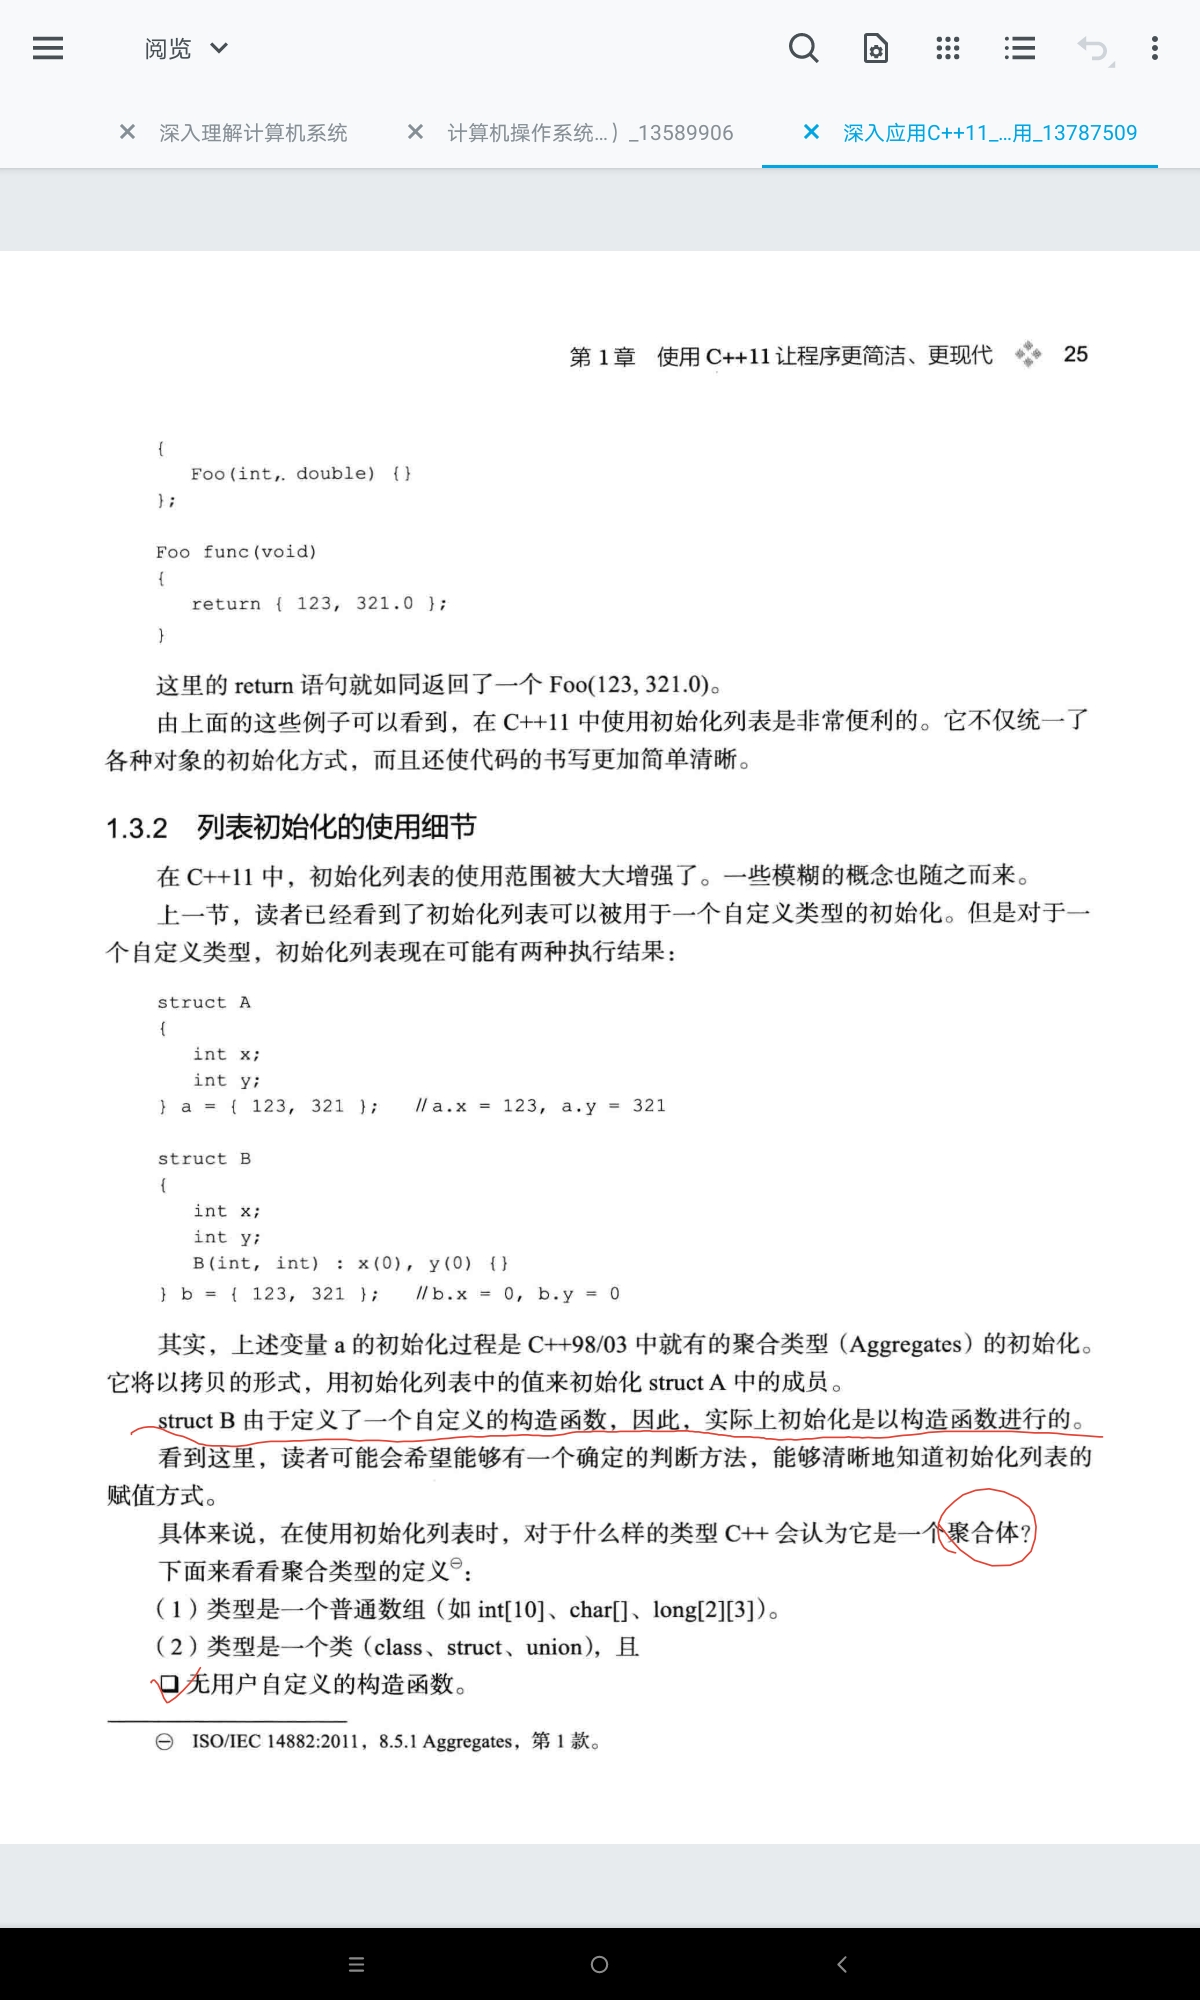 阅览
深入理解计算机系统
计算机操作系统...）_13589906
深入应用C++11_...用_13787509
第 1 章 使用 C++11 让程序更简洁、更现代 25
{
Foo(int,. double) {}
};
Foo func(void)
{
return { 123, 321.0 };
}
这里的 return 语句就如同返回了一个 Foo(123, 321.0)。
由上面的这些例子可以看到，在 C++11 中使用初始化列表是非常便利的。它不仅统一了
各种对象的初始化方式，而且还使代码的书写更加简单清晰。
1.3.2 列表初始化的使用细节
在 C++11 中，初始化列表的使用范围被大大增强了。一些模糊的概念也随之而来。
上一节，读者已经看到了初始化列表可以被用于一个自定义类型的初始化。但是对于一
个自定义类型，初始化列表现在可能有两种执行结果：
struct A
{
int x;
int y;
} a = { 123, 321 }; //a.x = 123, a.y = 321
struct B
{
int x;
int y;
B(int, int) : x(0), y(0) {}
} b = { 123, 321 }; //b.x = 0, b.y = 0
其实，上述变量 a 的初始化过程是 C++98/03 中就有的聚合类型（Aggregates）的初始化。
它将以拷贝的形式，用初始化列表中的值来初始化 struct A 中的成员。
struct B 由于定义了一个自定义的构造函数，因此，实际上初始化是以构造函数进行的。
看到这里，读者可能会希望能够有一个确定的判断方法，能够清晰地知道初始化列表的
赋值方式。
具体来说，在使用初始化列表时，对于什么样的类型 C++ 会认为它是一个聚合体？
下面来看看聚合类型的定义⊖：
（1）类型是一个普通数组（如 int[10]、char[]、long[2][3]）。
（2）类型是一个类（class、struct、union），且
❑ 无用户自定义的构造函数。
⊖ ISO/IEC 14882:2011，8.5.1 Aggregates，第 1 款。